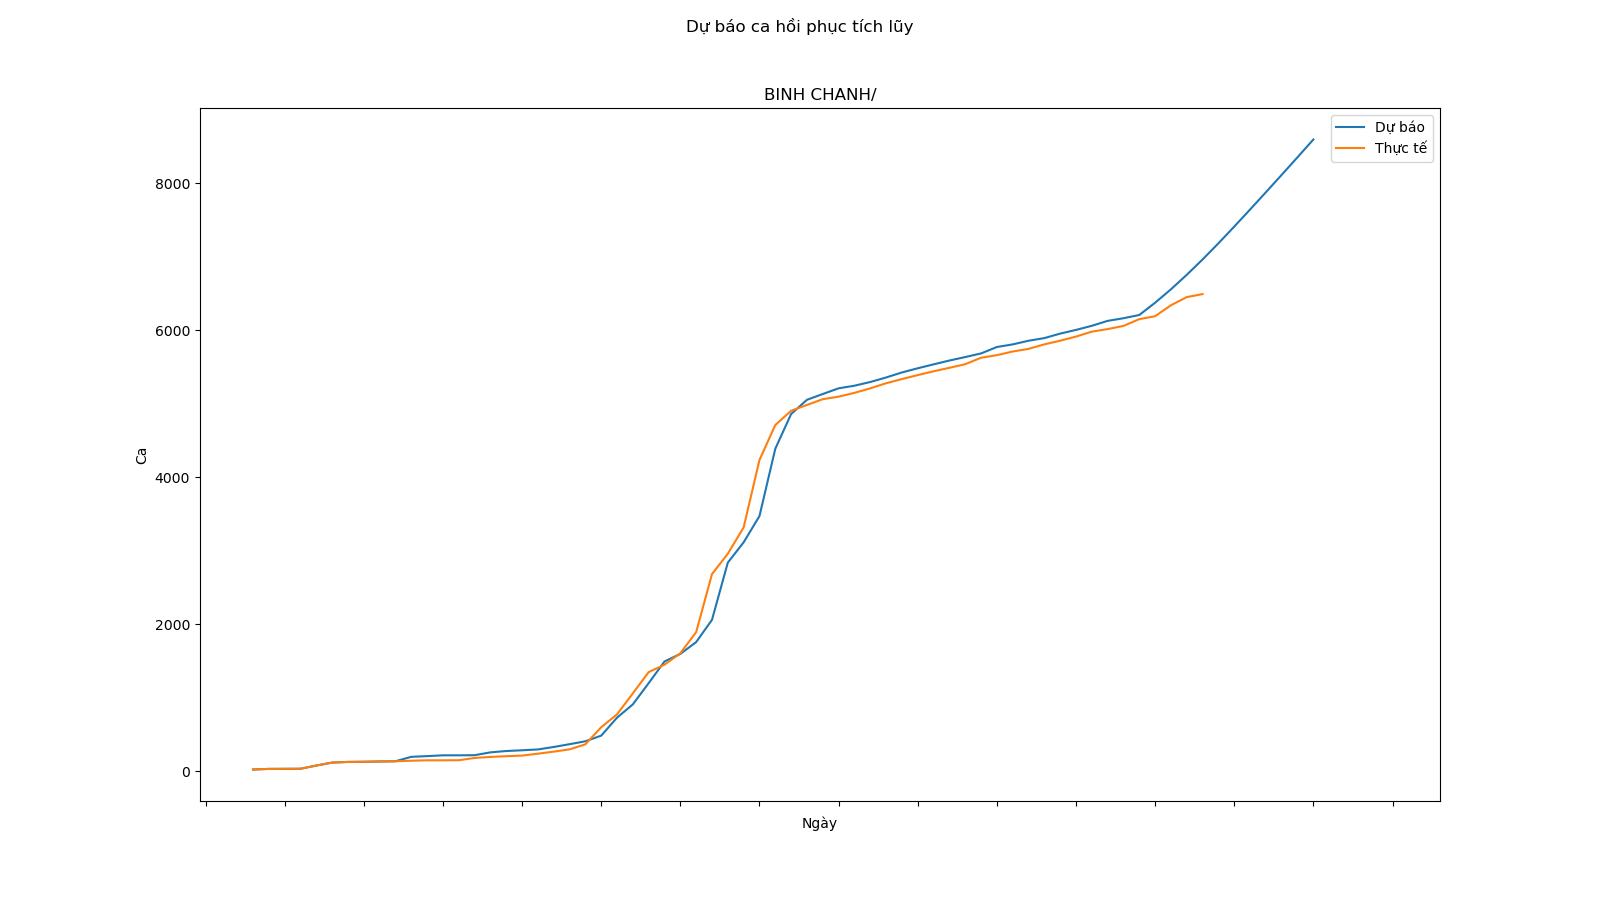 Dự báo ca hồi phục tích lũy
BINH CHANH/
Dự báo
Thực tế
8000
6000
4000
2000
0
Ca
Ngày